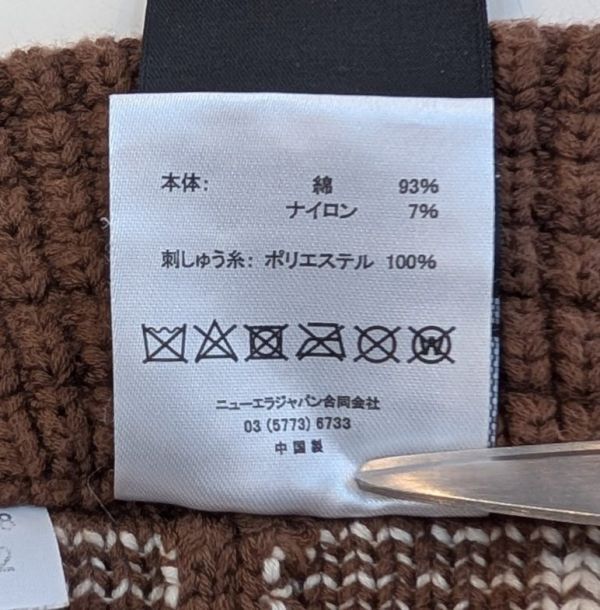 本体: 綿 93%
ナイロン 7%
刺しゅう糸: ポリエステル 100%
W
ニューエラジャパン合同会社
03 (5773) 6733
中国製
8